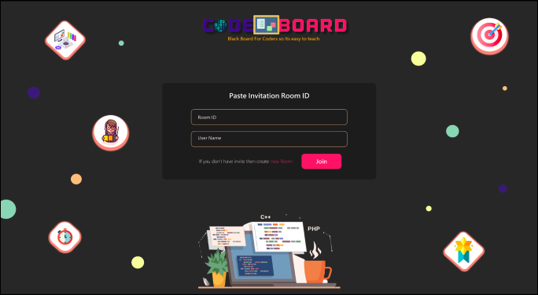 CODE BOARD
Black Board For Coders so its easy to teach
Paste Invitation Room ID
Room ID
User Name
If you don't have invite then create new Room
Join
C++
PHP